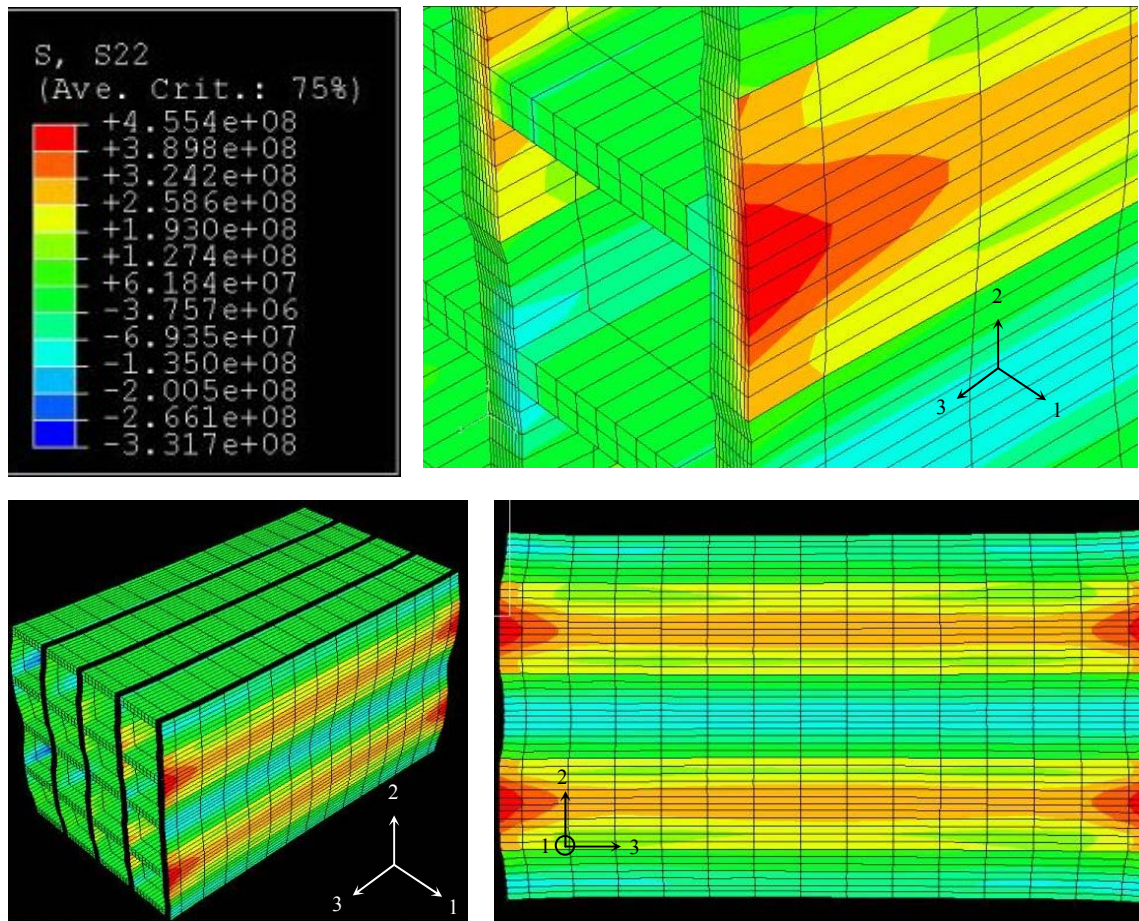 S, S22
(Ave. Crit.: 75%)
+4.554e+08
+3.898e+08
+3.242e+08
+2.586e+08
+1.930e+08
+1.274e+08
+6.184e+07
-3.757e+06
-6.935e+07
-1.350e+08
-2.005e+08
-2.661e+08
-3.317e+08
2
3
1
2
3
1
2
1
3